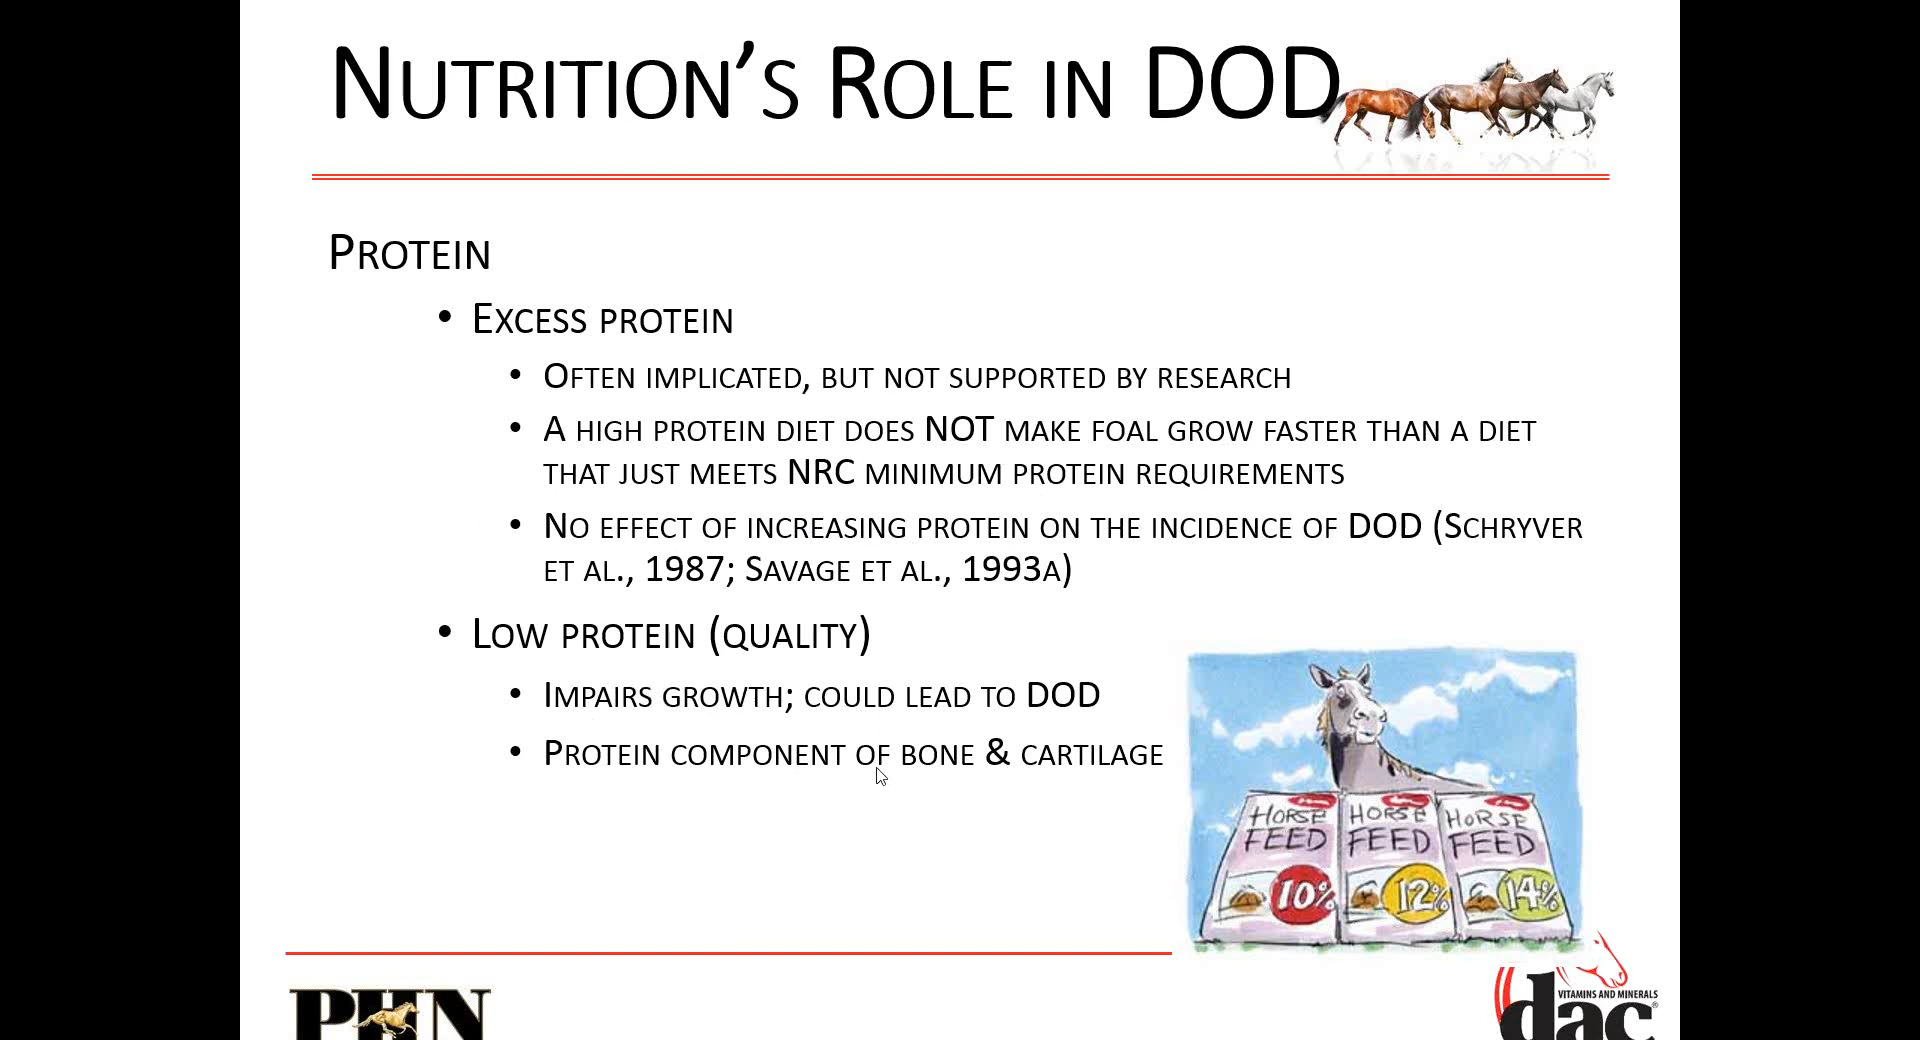 Nutrition's Role in DOD
Protein
• Excess protein
• Often implicated, but not supported by research
• A high protein diet does NOT make foal grow faster than a diet
that just meets NRC minimum protein requirements
• No effect of increasing protein on the incidence of DOD (Schryver
et al., 1987; Savage et al., 1993a)
• Low protein (quality)
• Impairs growth; could lead to DOD
• Protein component of bone & cartilage
HORSE FEED 10%
HORSE FEED 12%
HORSE FEED 14%
PHN
VITAMINS AND MINERALS
dac®